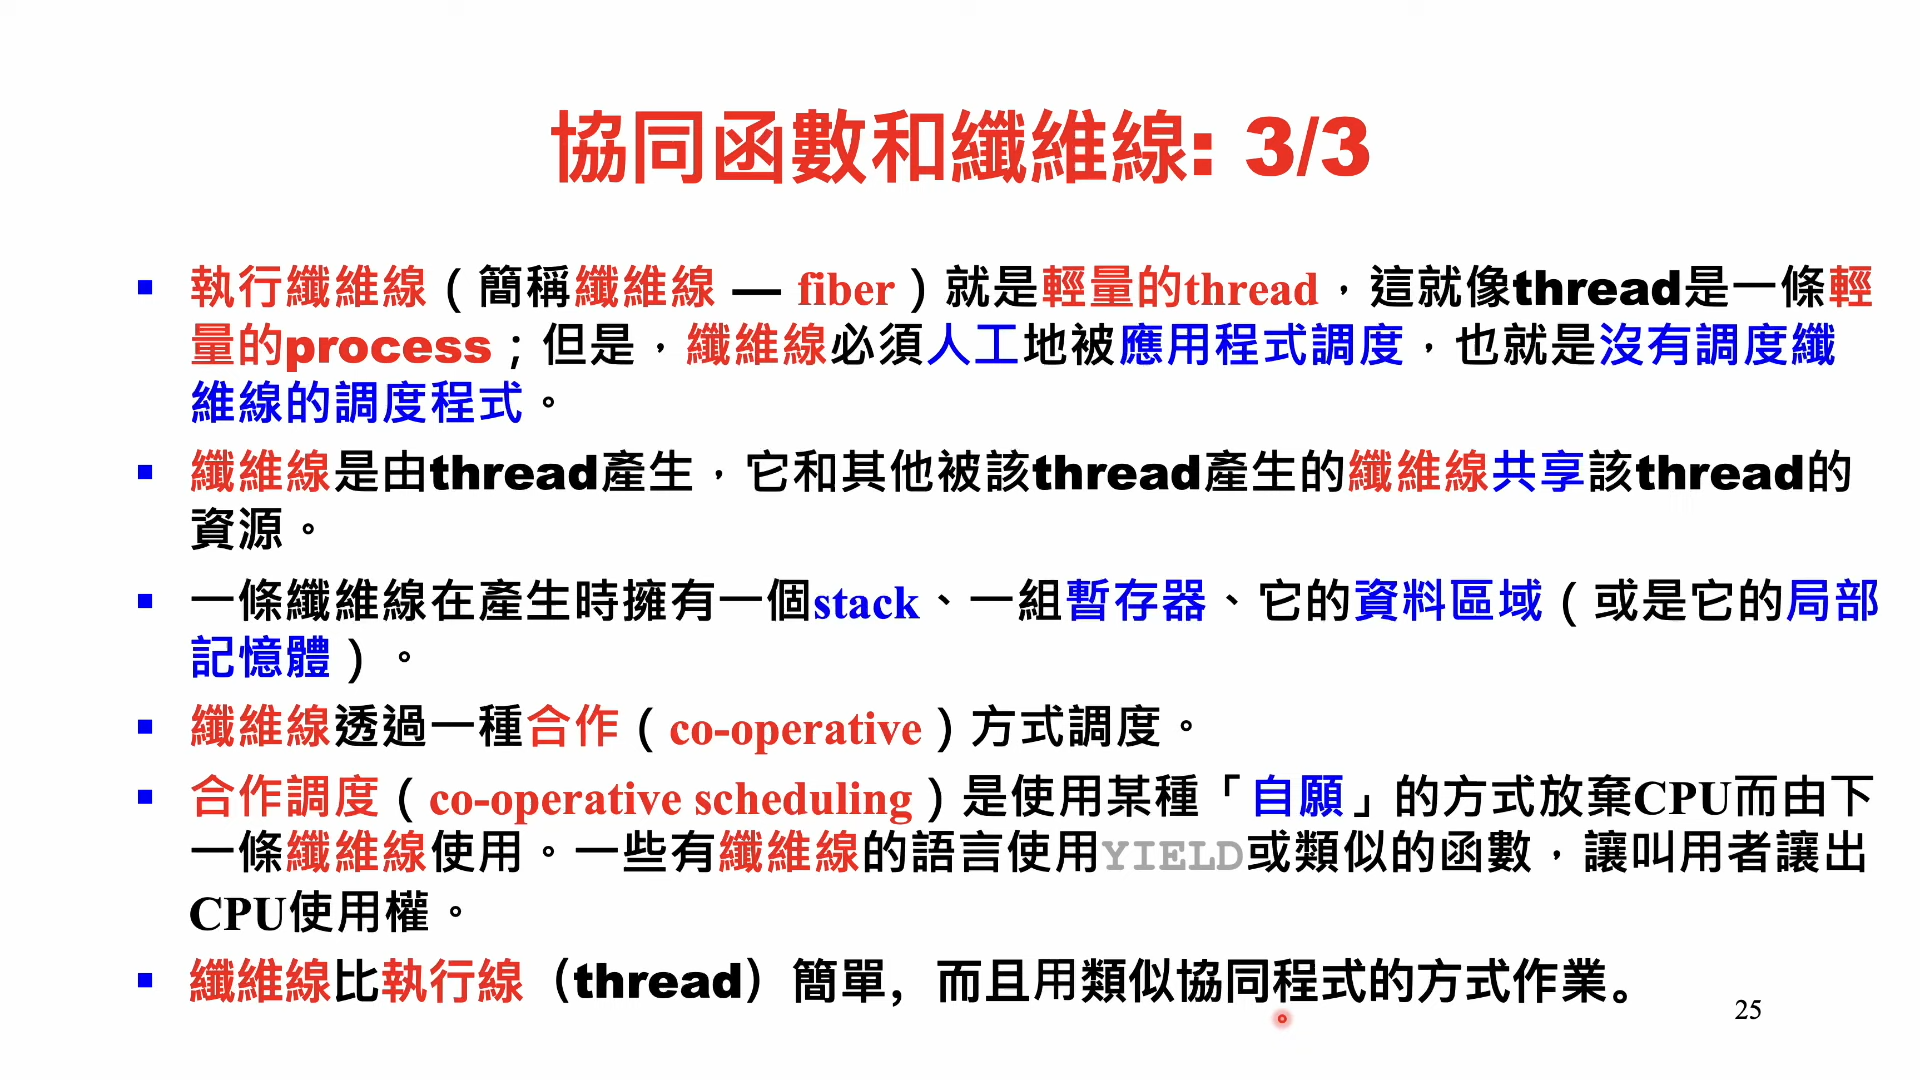 協同函數和纖維線: 3/3
執行纖維線（簡稱纖維線 — fiber）就是輕量的thread，這就像thread是一條輕
量的process；但是，纖維線必須人工地被應用程式調度，也就是沒有調度纖
維線的調度程式。
纖維線是由thread產生，它和其他被該thread產生的纖維線共享該thread的
資源。
一條纖維線在產生時擁有一個stack、一組暫存器、它的資料區域（或是它的局部
記憶體）。
纖維線透過一種合作（co-operative）方式調度。
合作調度（co-operative scheduling）是使用某種「自願」的方式放棄CPU而由下
一條纖維線使用。一些有纖維線的語言使用YIELD或類似的函數，讓叫用者讓出
CPU使用權。
纖維線比執行線（thread）簡單，而且用類似協同程式的方式作業。
25